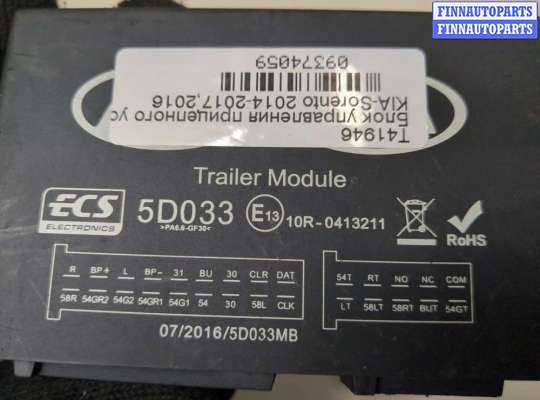 FINNAUTOPARTS
FINNAUTOPARTS
T41946
Блок управления прицепного ус
KIA-Sorento 2014-2017,2016
09374059
Trailer Module
ECS
ELECTRONICS
5D033
>PA6.6-GF30<
E13
10R-0413211
RoHS
R BP+ L BP- 31 BU 30 CLR DAT
58R 54GR2 54G2 54GR1 54G1 54 30 58L CLK
54T RT NO NC COM
LT 58LT 58RT BLIT 54GT
07/2016/5D033MB